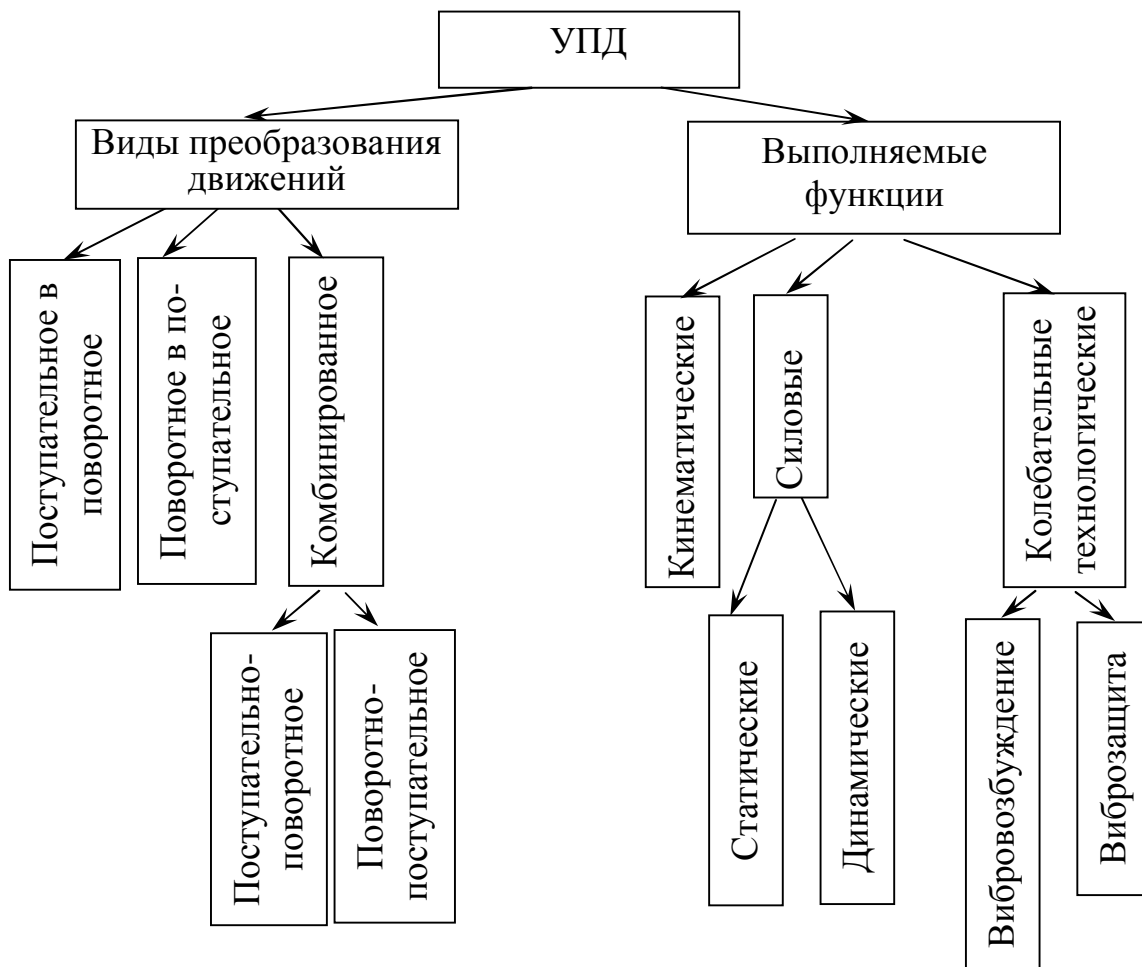 УПД
Виды преобразования
движений
Выполняемые
функции
Поступательное в
поворотное
Поворотное в по-
ступательное
Комбинированное
Кинематические
Силовые
Колебательные
технологические
Поступательно-
поворотное
Поворотно-
поступательное
Статические
Динамические
Вибровозбуждение
Виброзащита